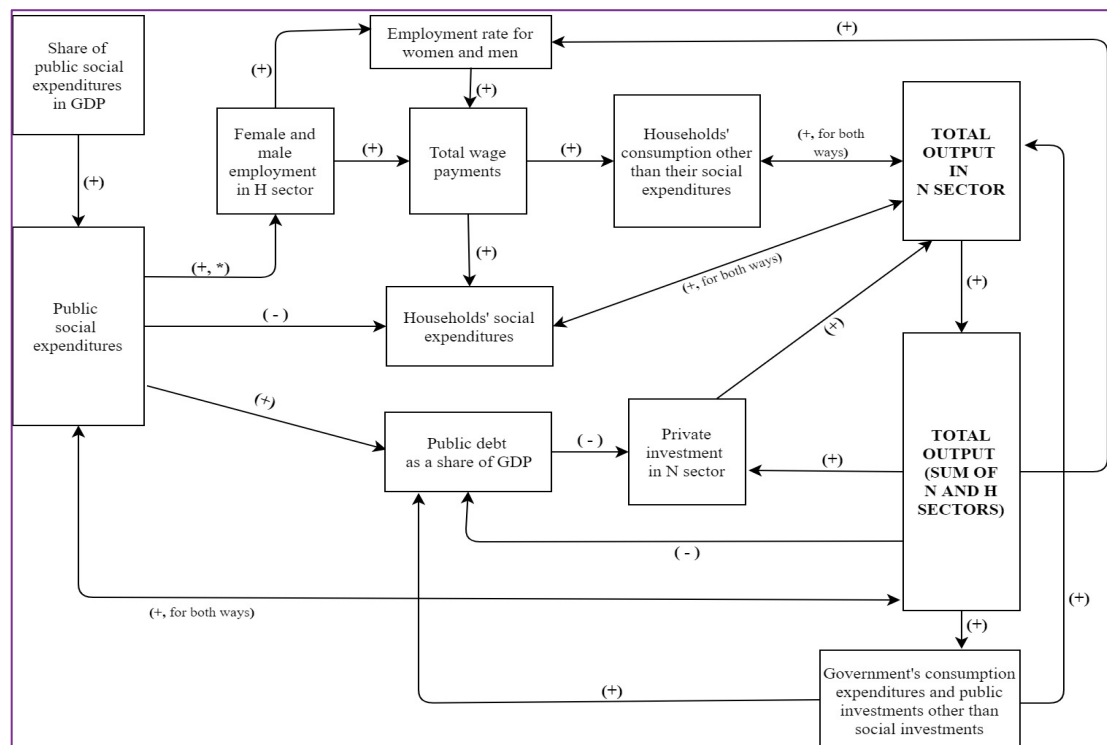 Share of
public social
expenditures
in GDP
(+)
Employment rate for
women and men
(+)
(+)
(+)
Female and
male
employment
in H sector
(+)
Total wage
payments
(+)
Households'
consumption other
than their social
expenditures
(+, for both
ways)
TOTAL
OUTPUT
IN
N SECTOR
(+)
(+)
(+, *)
Public
social
expenditures
( - )
Households' social
expenditures
(+, for both ways)
(+)
(+)
Public debt
as a share of GDP
( - )
Private
investment
in N sector
(+)
TOTAL
OUTPUT
(SUM OF
N AND H
SECTORS)
( - )
(+, for both ways)
(+)
(+)
(+)
Government's consumption
expenditures and public
investments other than
social investments